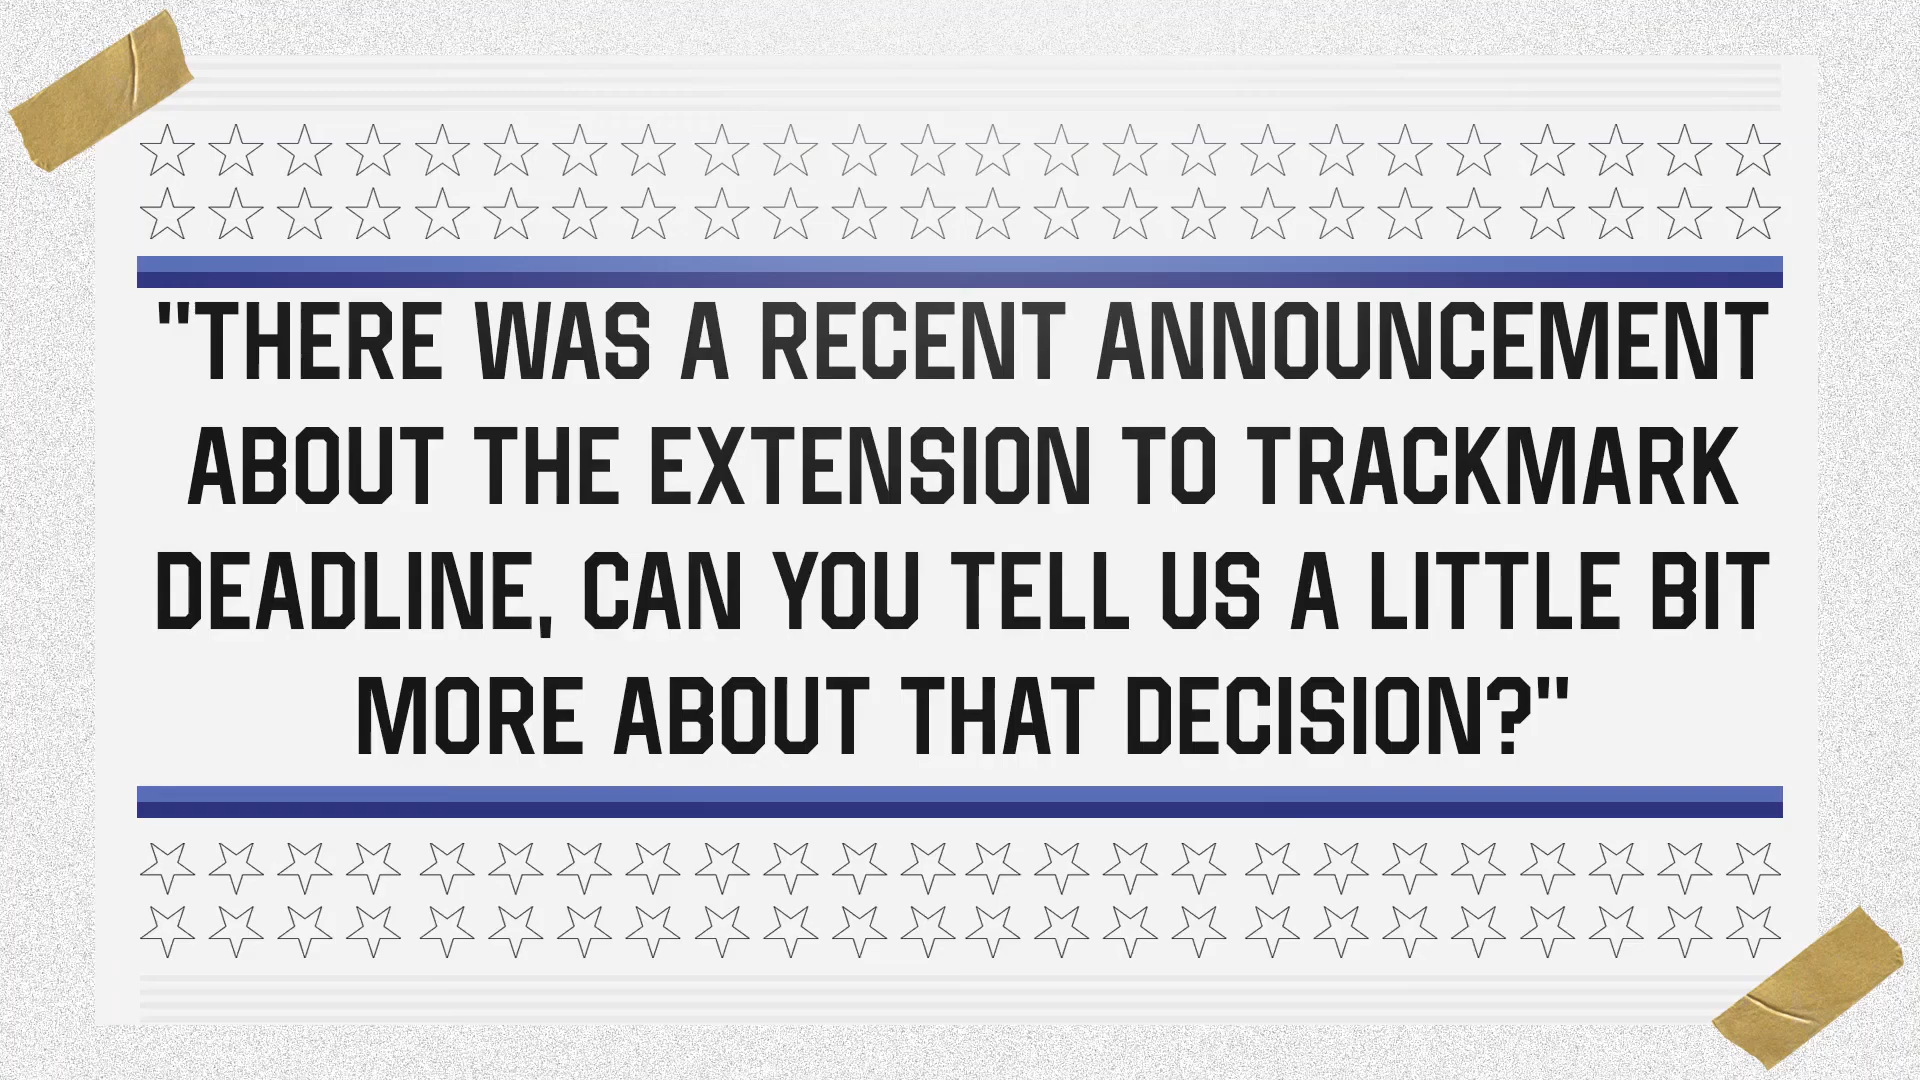 "THERE WAS A RECENT ANNOUNCEMENT
ABOUT THE EXTENSION TO TRACKMARK
DEADLINE, CAN YOU TELL US A LITTLE BIT
MORE ABOUT THAT DECISION?"